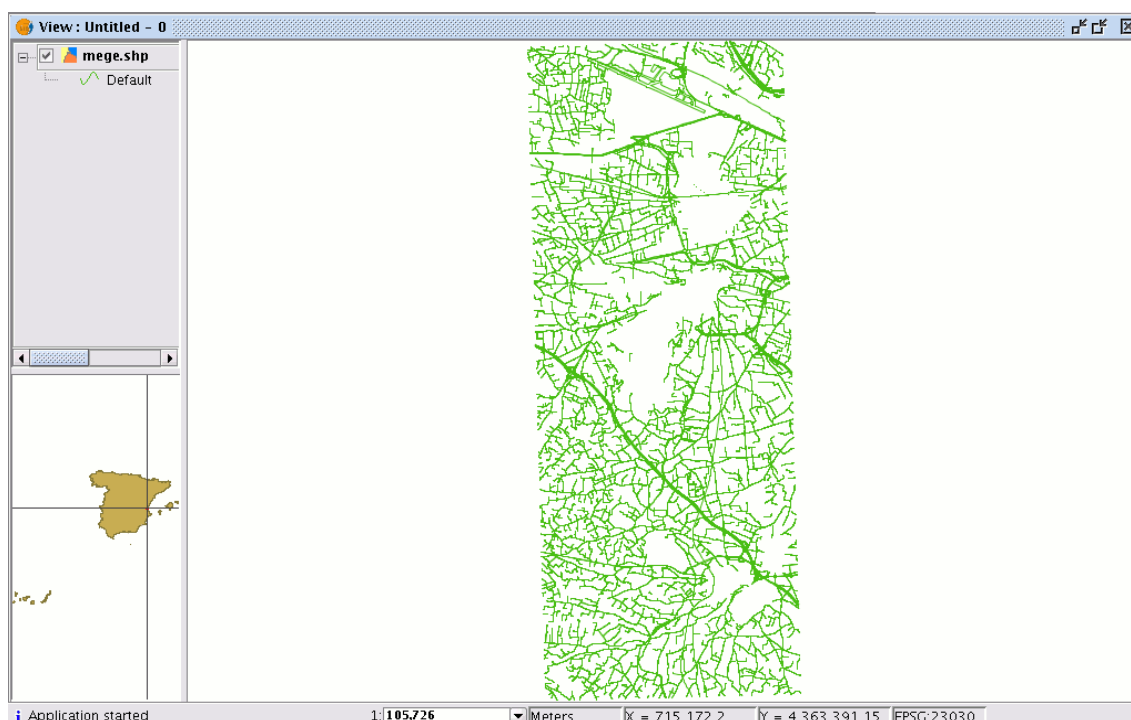 View : Untitled - 0
mege.shp
Default
i Application started 1: 105.726 Meters X = 715.172,2 Y = 4.363.391,15 EPSG:23030